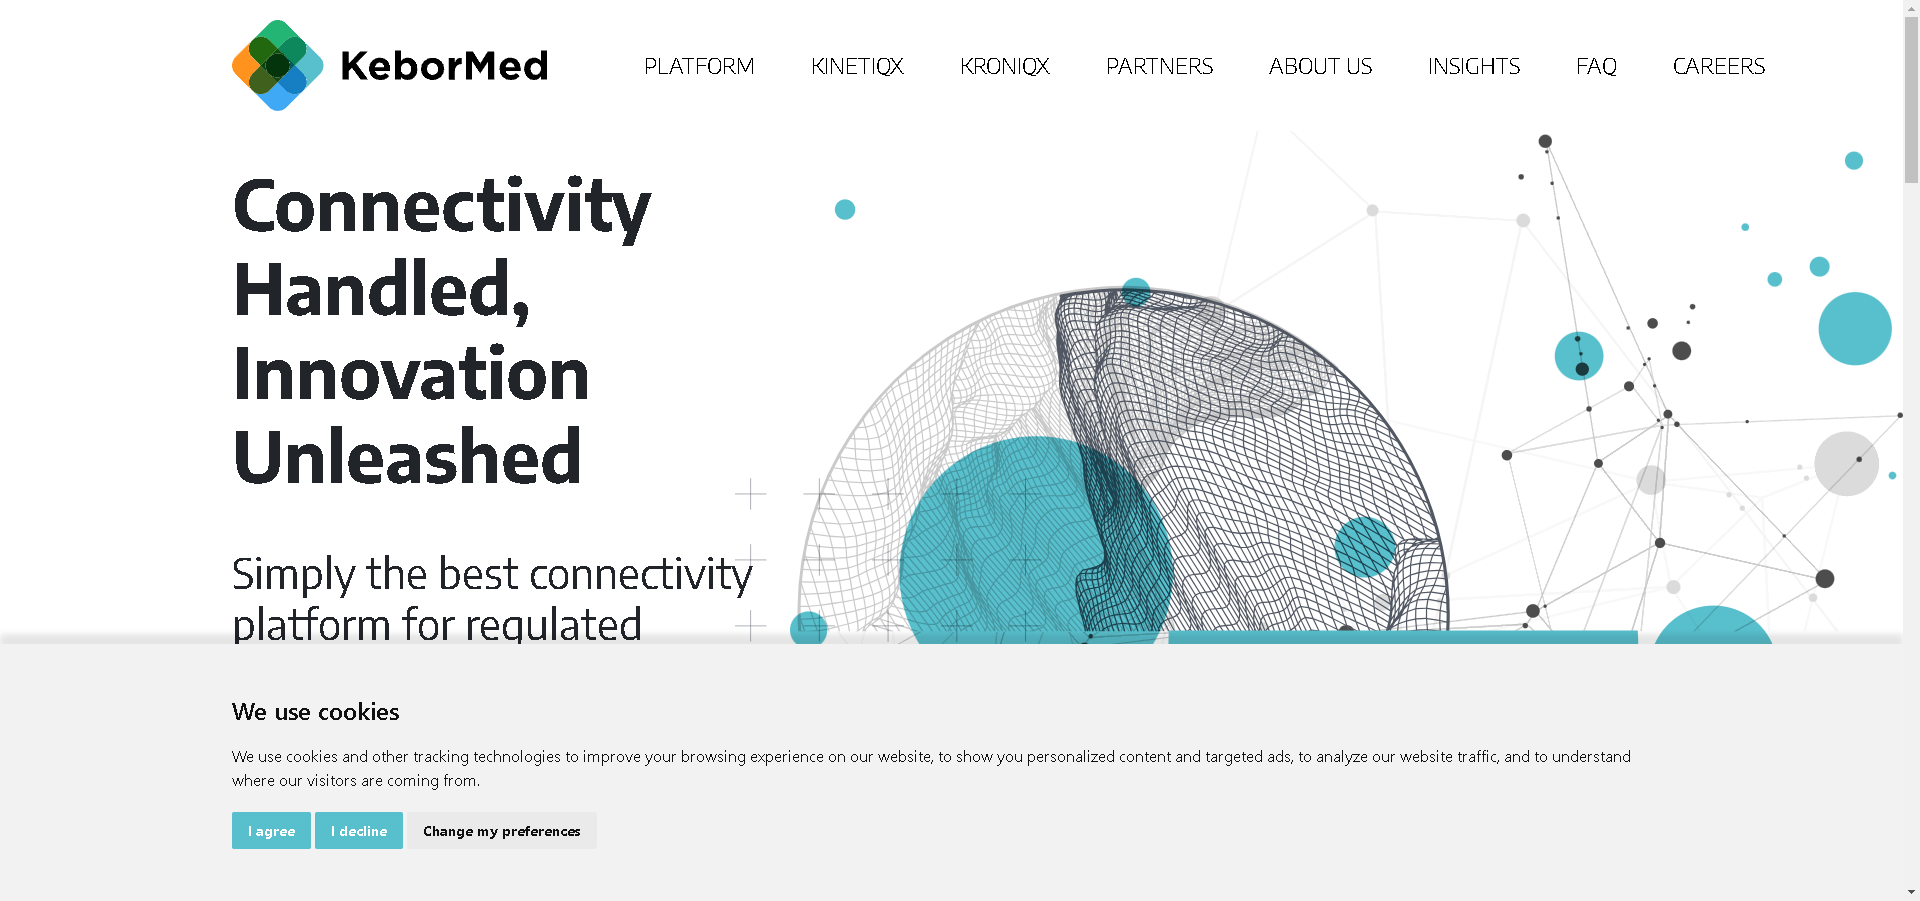 KeborMed
PLATFORM KINETIQX KRONIQX PARTNERS ABOUT US INSIGHTS FAQ CAREERS
Connectivity
Handled,
Innovation
Unleashed
Simply the best connectivity
platform for regulated
We use cookies
We use cookies and other tracking technologies to improve your browsing experience on our website, to show you personalized content and targeted ads, to analyze our website traffic, and to understand
where our visitors are coming from.
I agree I decline Change my preferences